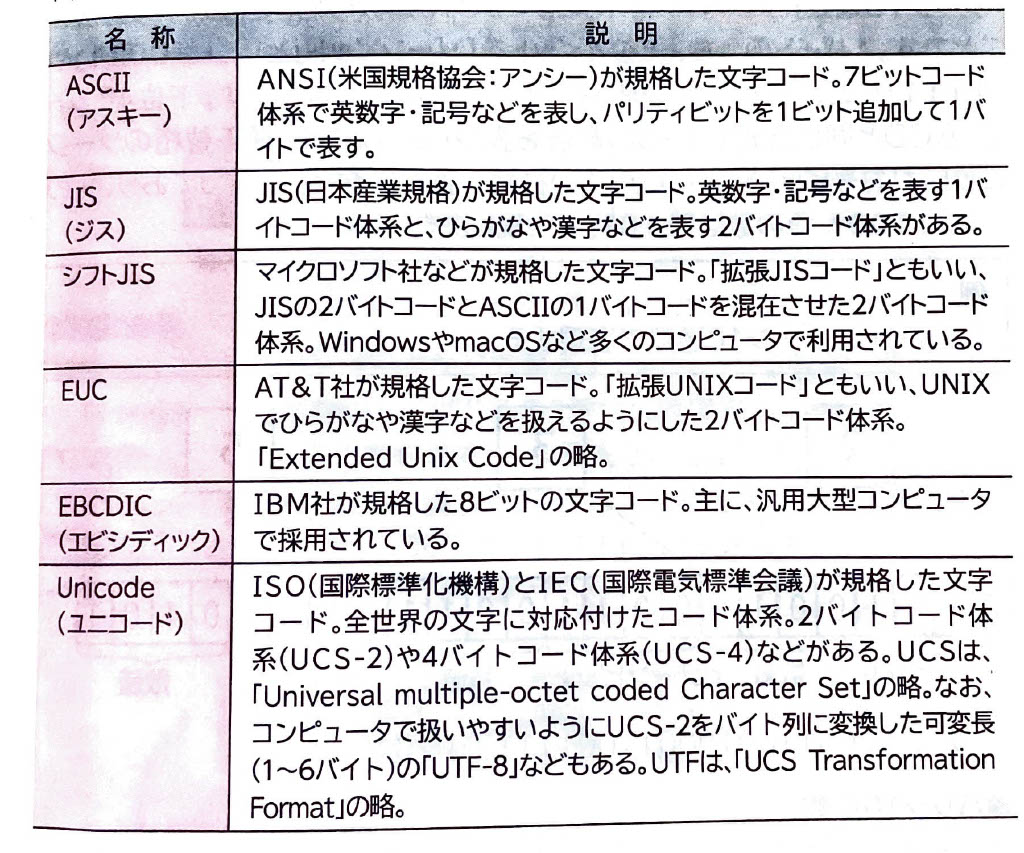 名 称 説 明
ASCII
(アスキー)
ANSI(米国規格協会:アンシー)が規格した文字コード。7ビットコード
体系で英数字・記号などを表し、パリティビットを1ビット追加して1バ
イトで表す。
JIS
(ジス)
JIS(日本産業規格)が規格した文字コード。英数字・記号などを表す1バ
イトコード体系と、ひらがなや漢字などを表す2バイトコード体系がある。
シフトJIS
マイクロソフト社などが規格した文字コード。「拡張JISコード」ともいい、
JISの2バイトコードとASCIIの1バイトコードを混在させた2バイトコード
体系。WindowsやmacOSなど多くのコンピュータで利用されている。
EUC
AT&T社が規格した文字コード。「拡張UNIXコード」ともいい、UNIX
でひらがなや漢字などを扱えるようにした2バイトコード体系。
「Extended Unix Code」の略。
EBCDIC
(エビシディック)
IBM社が規格した8ビットの文字コード。主に、汎用大型コンピュータ
で採用されている。
Unicode
(ユニコード)
ISO(国際標準化機構)とIEC(国際電気標準会議)が規格した文字
コード。全世界の文字に対応付けたコード体系。2バイトコード体
系(UCS-2)や4バイトコード体系(UCS-4)などがある。UCSは、
「Universal multiple-octet coded Character Set」の略。なお、
コンピュータで扱いやすいようにUCS-2をバイト列に変換した可変長
(1〜6バイト)の「UTF-8」などもある。UTFは、「UCS Transformation
Format」の略。